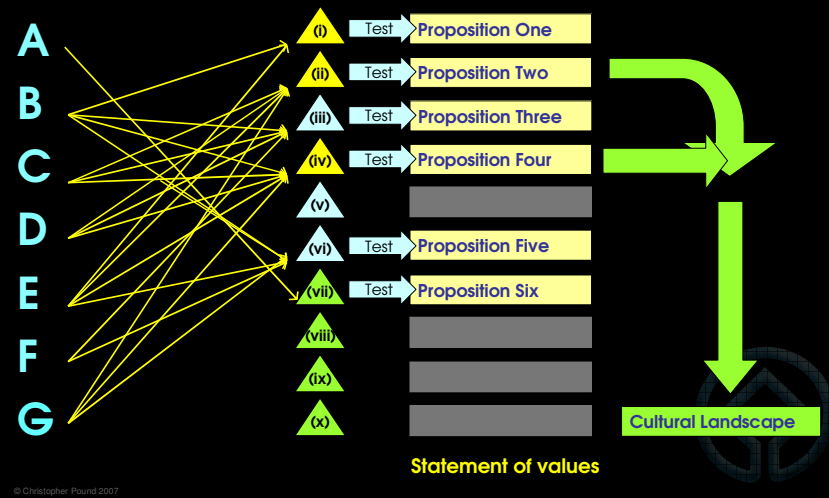 A
B
C
D
E
F
G
(i) Test Proposition One
(ii) Test Proposition Two
(iii) Test Proposition Three
(iv) Test Proposition Four
(v)
(vi) Test Proposition Five
(vii) Test Proposition Six
(viii)
(ix)
(x)
Cultural Landscape
Statement of values
© Christopher Pound 2007